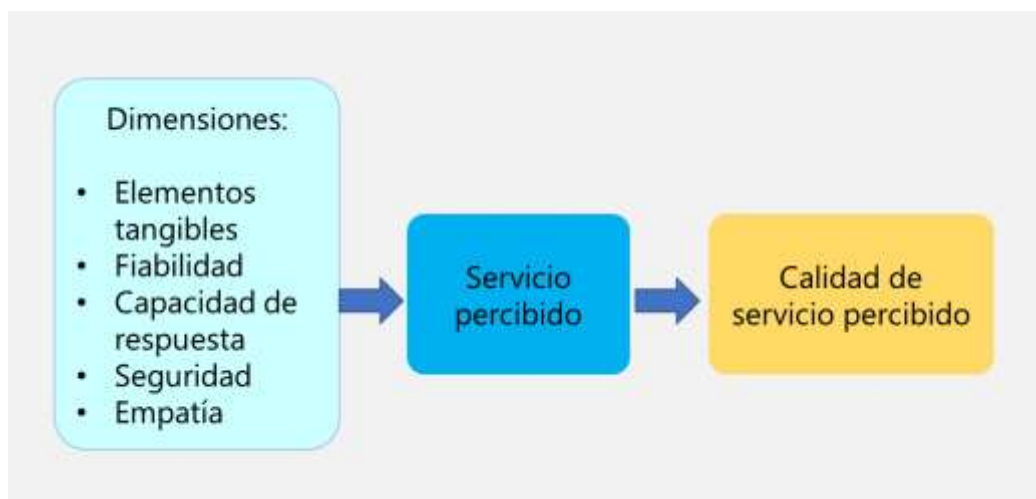 Dimensiones:
• Elementos
tangibles
• Fiabilidad
• Capacidad de
respuesta
• Seguridad
• Empatía
Servicio
percibido
Calidad de
servicio percibido